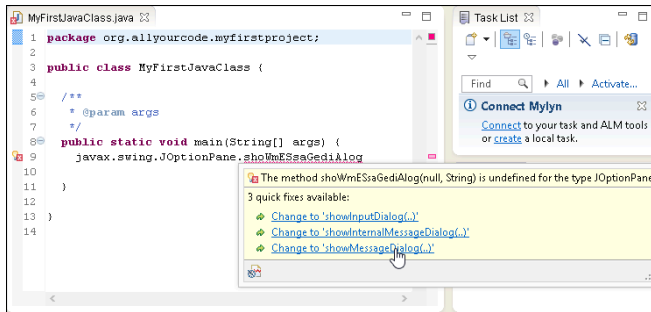 MyFirstJavaClass.java
Task List
1 package org.allyourcode.myfirstproject;
2
3 public class MyFirstJavaClass {
4
5 /**
6 * @param args
7 */
8 public static void main(String[] args) {
9 javax.swing.JOptionPane.shoWmESsaGediAlog
10
11 }
12
13 }
14
Find All Activate...
Connect Mylyn
Connect to your task and ALM tools
or create a local task.
The method shoWmESsaGediAlog(null, String) is undefined for the type JOptionPane
3 quick fixes available:
Change to 'showInputDialog(..)'
Change to 'showInternalMessageDialog(..)'
Change to 'showMessageDialog(..)'